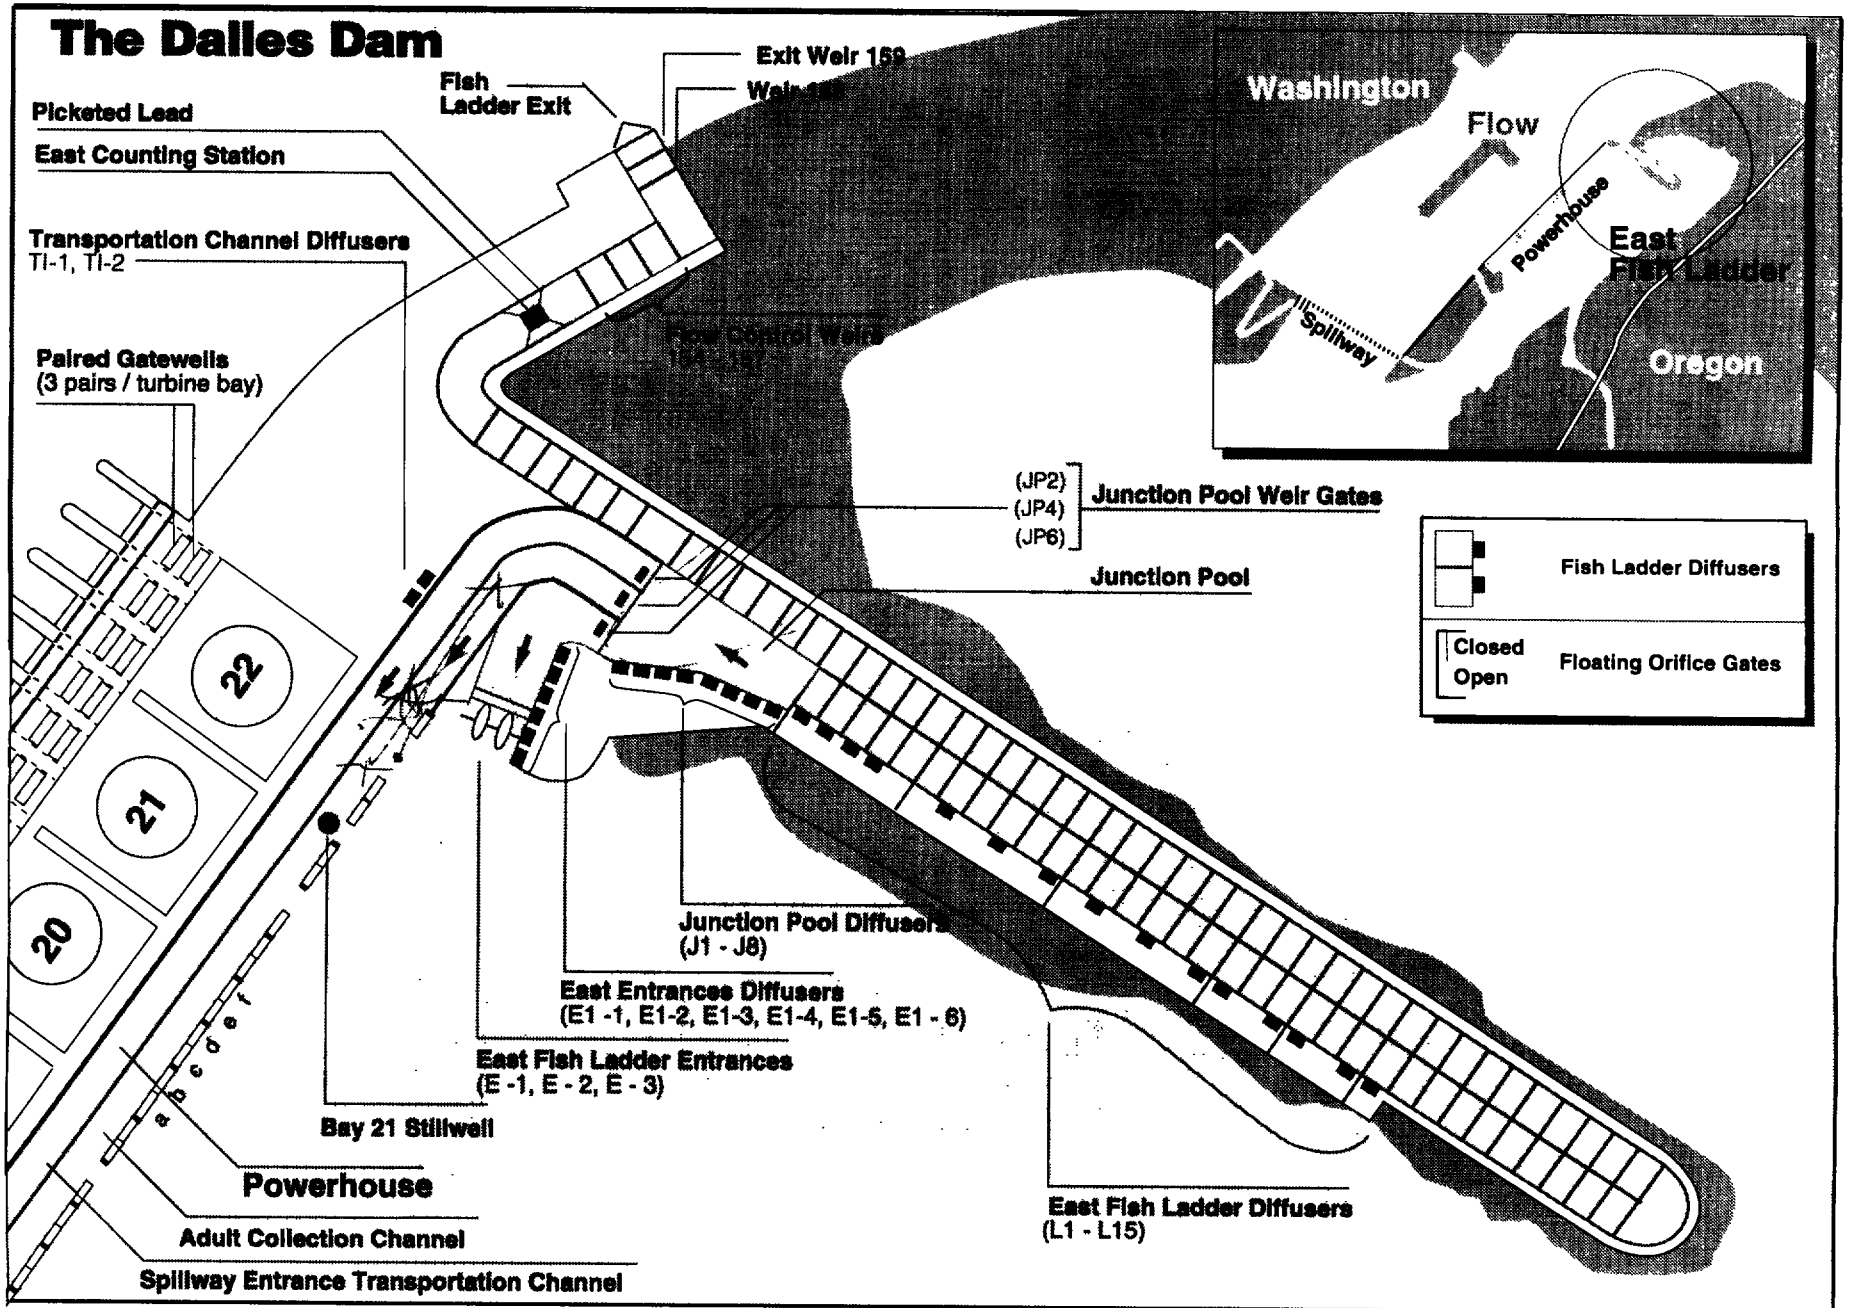 The Dalles Dam
Exit Weir 159
Weir
Fish
Ladder Exit
Picketed Lead
East Counting Station
Transportation Channel Diffusers
TI-1, TI-2
Flow Control Weirs
Paired Gatewells
(3 pairs / turbine bay)
Washington
Flow
Powerhouse
East
Fish Ladder
Spillway
Oregon
(JP2)
(JP4)
(JP6)
Junction Pool Weir Gates
Junction Pool
Fish Ladder Diffusers
Closed
Open
Floating Orifice Gates
22
21
20
Junction Pool Diffusers
(J1 - J8)
East Entrances Diffusers
(E1 -1, E1-2, E1-3, E1-4, E1-5, E1 - 6)
East Fish Ladder Entrances
(E -1, E - 2, E - 3)
Bay 21 Stillwell
a b c d e f
Powerhouse
Adult Collection Channel
Spillway Entrance Transportation Channel
East Fish Ladder Diffusers
(L1 - L15)